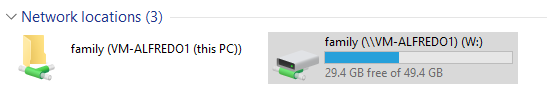 Network locations (3)
family (VM-ALFREDO1 (this PC))
family (\\VM-ALFREDO1) (W:)
29.4 GB free of 49.4 GB